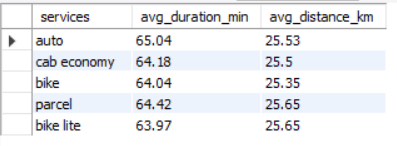 services avg_duration_min avg_distance_km
auto 65.04 25.53
cab economy 64.18 25.5
bike 64.04 25.35
parcel 64.42 25.65
bike lite 63.97 25.65